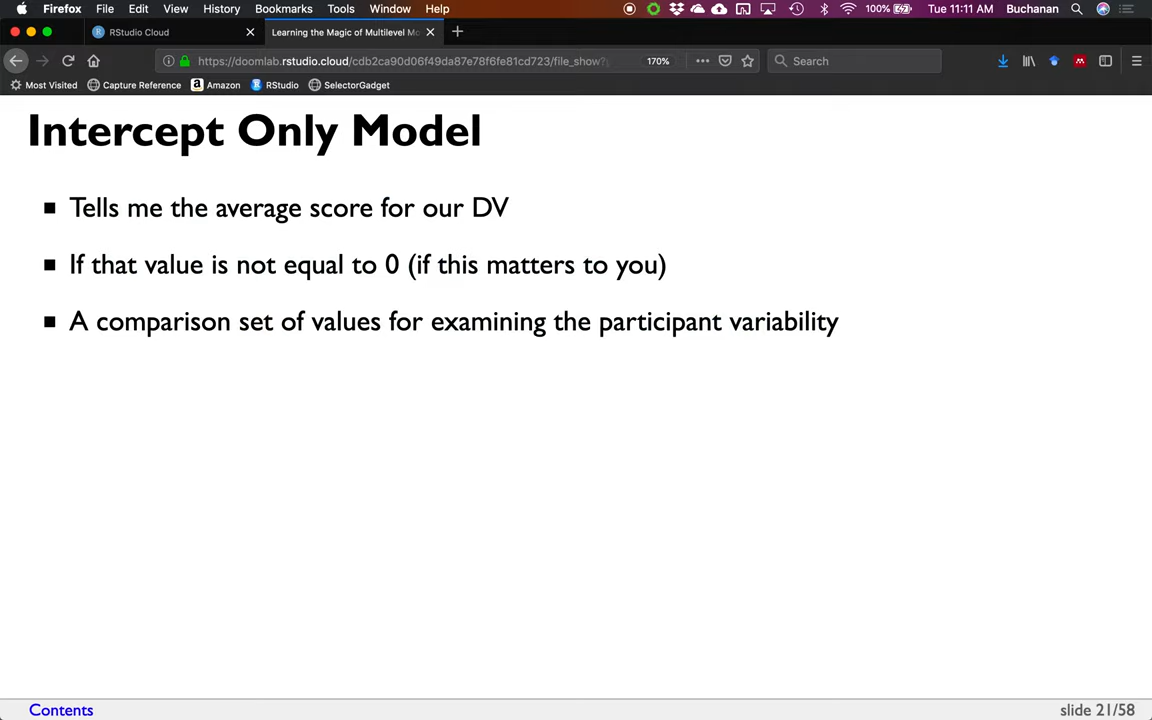 Firefox File Edit View History Bookmarks Tools Window Help 100% Tue 11:11 AM Buchanan
RStudio Cloud
Learning the Magic of Multilevel Mo
https://doomlab.rstudio.cloud/cdb2ca90d06f49da87e78f6fe81cd723/file_show? 170% Search
Most Visited Capture Reference Amazon RStudio SelectorGadget
Intercept Only Model
Tells me the average score for our DV
If that value is not equal to 0 (if this matters to you)
A comparison set of values for examining the participant variability
Contents slide 21/58